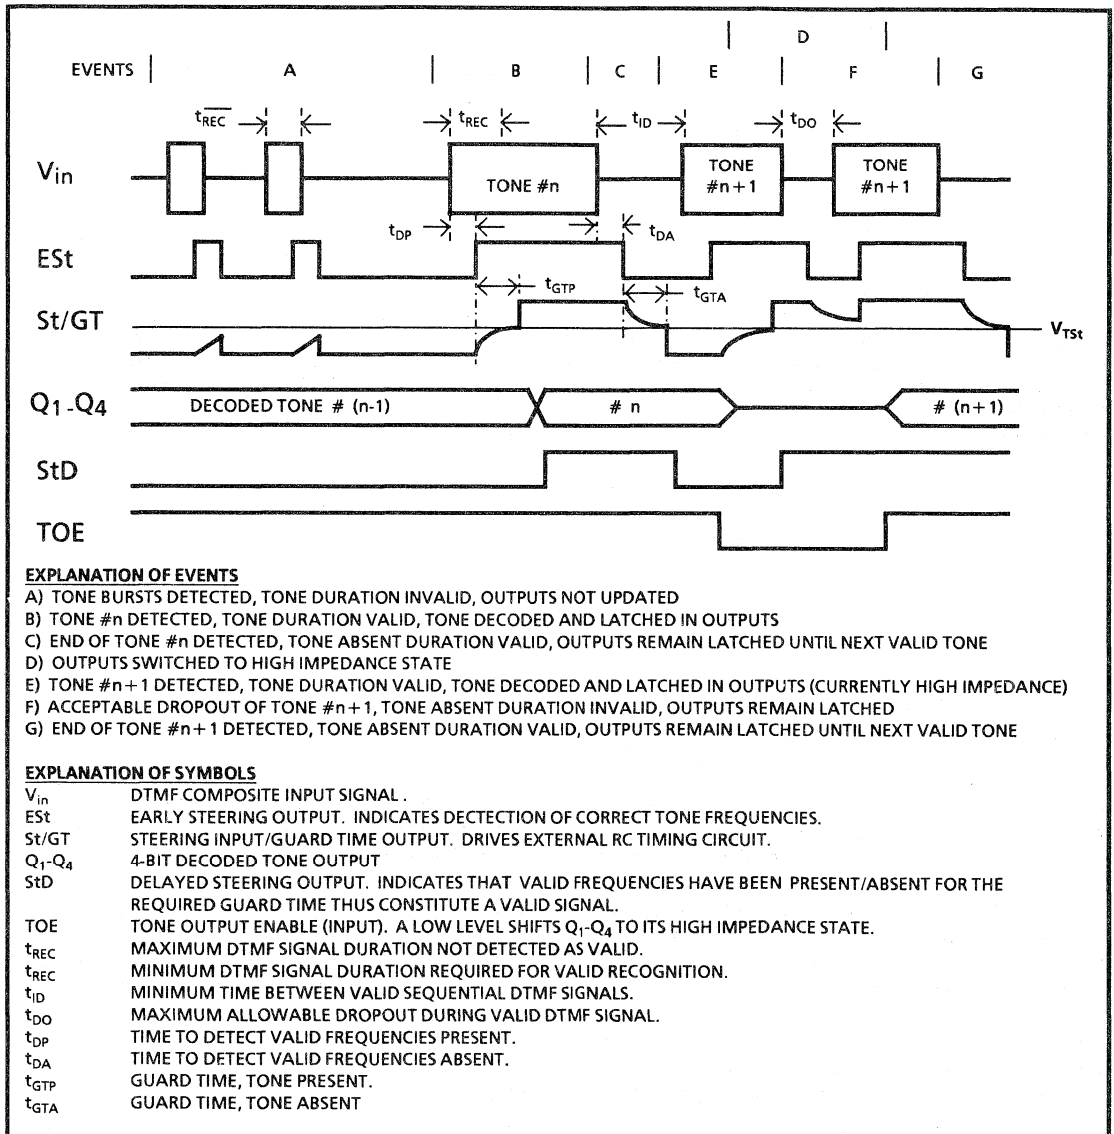 D
EVENTS A B C E F G
tREC tREC tID tDO
Vin TONE #n TONE #n+1 TONE #n+1
tDP tDA
ESt
tGTP tGTA
St/GT VTSt
Q1-Q4 DECODED TONE # (n-1) # n # (n+1)
StD
TOE
EXPLANATION OF EVENTS
A) TONE BURSTS DETECTED, TONE DURATION INVALID, OUTPUTS NOT UPDATED
B) TONE #n DETECTED, TONE DURATION VALID, TONE DECODED AND LATCHED IN OUTPUTS
C) END OF TONE #n DETECTED, TONE ABSENT DURATION VALID, OUTPUTS REMAIN LATCHED UNTIL NEXT VALID TONE
D) OUTPUTS SWITCHED TO HIGH IMPEDANCE STATE
E) TONE #n+1 DETECTED, TONE DURATION VALID, TONE DECODED AND LATCHED IN OUTPUTS (CURRENTLY HIGH IMPEDANCE)
F) ACCEPTABLE DROPOUT OF TONE #n+1, TONE ABSENT DURATION INVALID, OUTPUTS REMAIN LATCHED
G) END OF TONE #n+1 DETECTED, TONE ABSENT DURATION VALID, OUTPUTS REMAIN LATCHED UNTIL NEXT VALID TONE
EXPLANATION OF SYMBOLS
Vin DTMF COMPOSITE INPUT SIGNAL.
ESt EARLY STEERING OUTPUT. INDICATES DECTECTION OF CORRECT TONE FREQUENCIES.
St/GT STEERING INPUT/GUARD TIME OUTPUT. DRIVES EXTERNAL RC TIMING CIRCUIT.
Q1-Q4 4-BIT DECODED TONE OUTPUT
StD DELAYED STEERING OUTPUT. INDICATES THAT VALID FREQUENCIES HAVE BEEN PRESENT/ABSENT FOR THE
REQUIRED GUARD TIME THUS CONSTITUTE A VALID SIGNAL.
TOE TONE OUTPUT ENABLE (INPUT). A LOW LEVEL SHIFTS Q1-Q4 TO ITS HIGH IMPEDANCE STATE.
tREC MAXIMUM DTMF SIGNAL DURATION NOT DETECTED AS VALID.
tREC MINIMUM DTMF SIGNAL DURATION REQUIRED FOR VALID RECOGNITION.
tID MINIMUM TIME BETWEEN VALID SEQUENTIAL DTMF SIGNALS.
tDO MAXIMUM ALLOWABLE DROPOUT DURING VALID DTMF SIGNAL.
tDP TIME TO DETECT VALID FREQUENCIES PRESENT.
tDA TIME TO DETECT VALID FREQUENCIES ABSENT.
tGTP GUARD TIME, TONE PRESENT.
tGTA GUARD TIME, TONE ABSENT